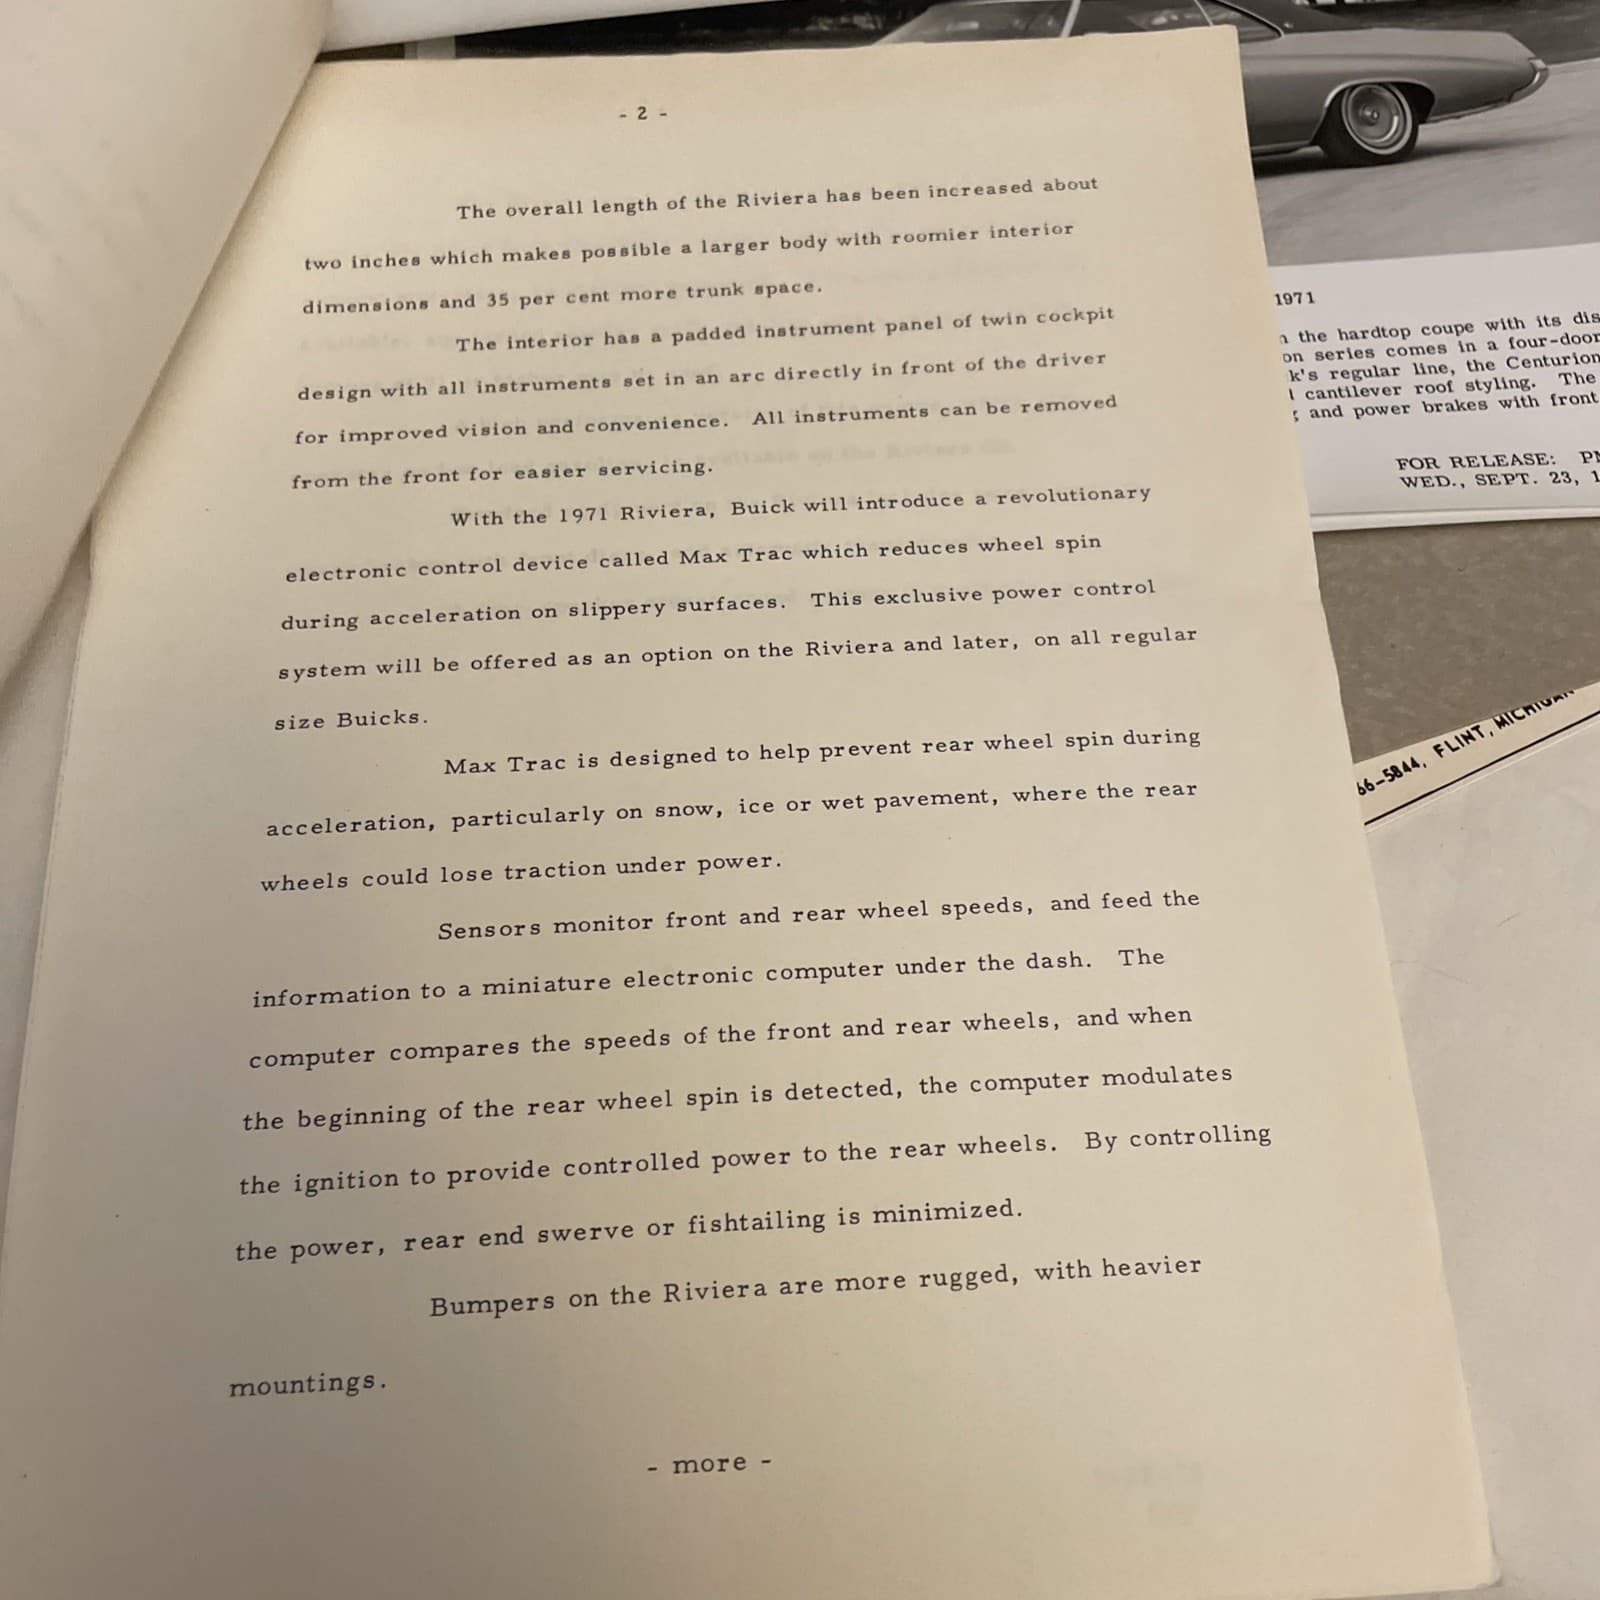 - 2 -
The overall length of the Riviera has been increased about
two inches which makes possible a larger body with roomier interior
dimensions and 35 per cent more trunk space.
The interior has a padded instrument panel of twin cockpit
design with all instruments set in an arc directly in front of the driver
for improved vision and convenience. All instruments can be removed
from the front for easier servicing.
With the 1971 Riviera, Buick will introduce a revolutionary
electronic control device called Max Trac which reduces wheel spin
during acceleration on slippery surfaces. This exclusive power control
system will be offered as an option on the Riviera and later, on all regular
size Buicks.
Max Trac is designed to help prevent rear wheel spin during
acceleration, particularly on snow, ice or wet pavement, where the rear
wheels could lose traction under power.
Sensors monitor front and rear wheel speeds, and feed the
information to a miniature electronic computer under the dash. The
computer compares the speeds of the front and rear wheels, and when
the beginning of the rear wheel spin is detected, the computer modulates
the ignition to provide controlled power to the rear wheels. By controlling
the power, rear end swerve or fishtailing is minimized.
Bumpers on the Riviera are more rugged, with heavier
mountings.
- more -
1971
the hardtop coupe with its dis
on series comes in a four-door
k's regular line, the Centurion
cantilever roof styling. The
and power brakes with front
FOR RELEASE: PM
WED., SEPT. 23, 1
66-5844, FLINT, MICHIGAN